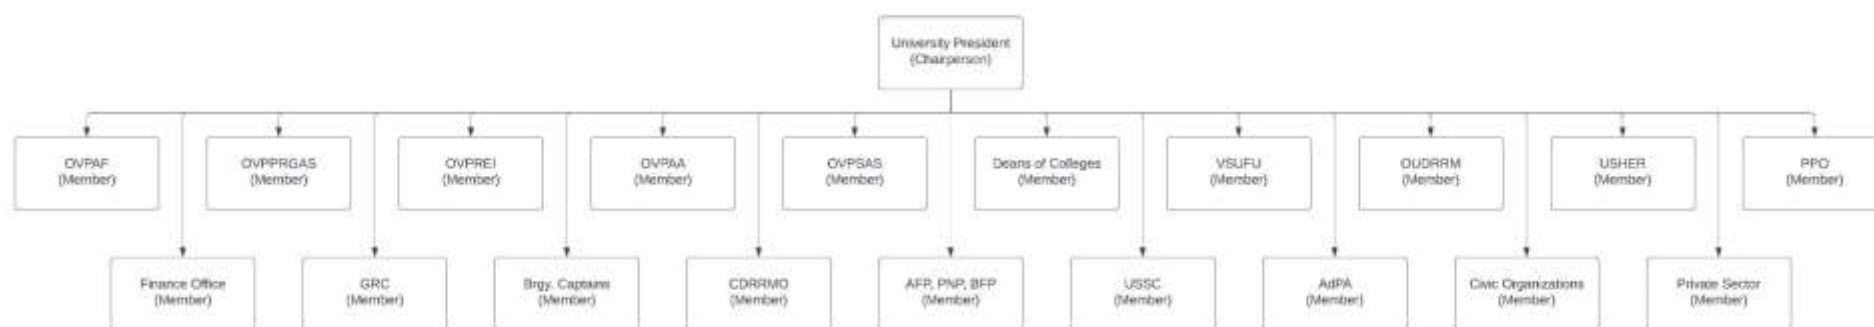 University President
(Chairperson)
OVPAF
(Member)
OVPPRGAS
(Member)
OVPREI
(Member)
OVPAA
(Member)
OVPSAS
(Member)
Deans of Colleges
(Member)
VSUFU
(Member)
OUDRRM
(Member)
USHER
(Member)
PPO
(Member)
Finance Office
(Member)
GRC
(Member)
Brgy. Captains
(Member)
CDRRMO
(Member)
AFP, PNP, BFP
(Member)
USSC
(Member)
AdPA
(Member)
Civic Organizations
(Member)
Private Sector
(Member)